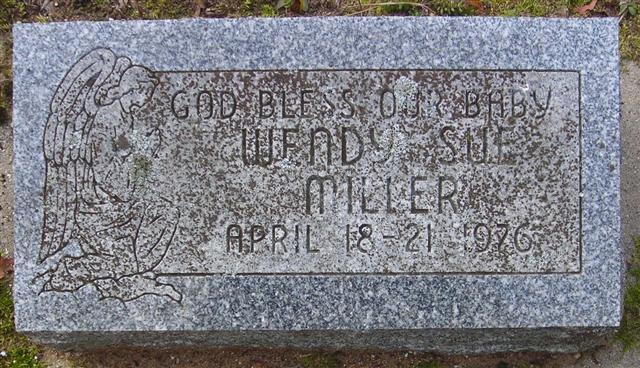 GOD BLESS OUR BABY
WENDY SUE
MILLER
APRIL 18-21 1976